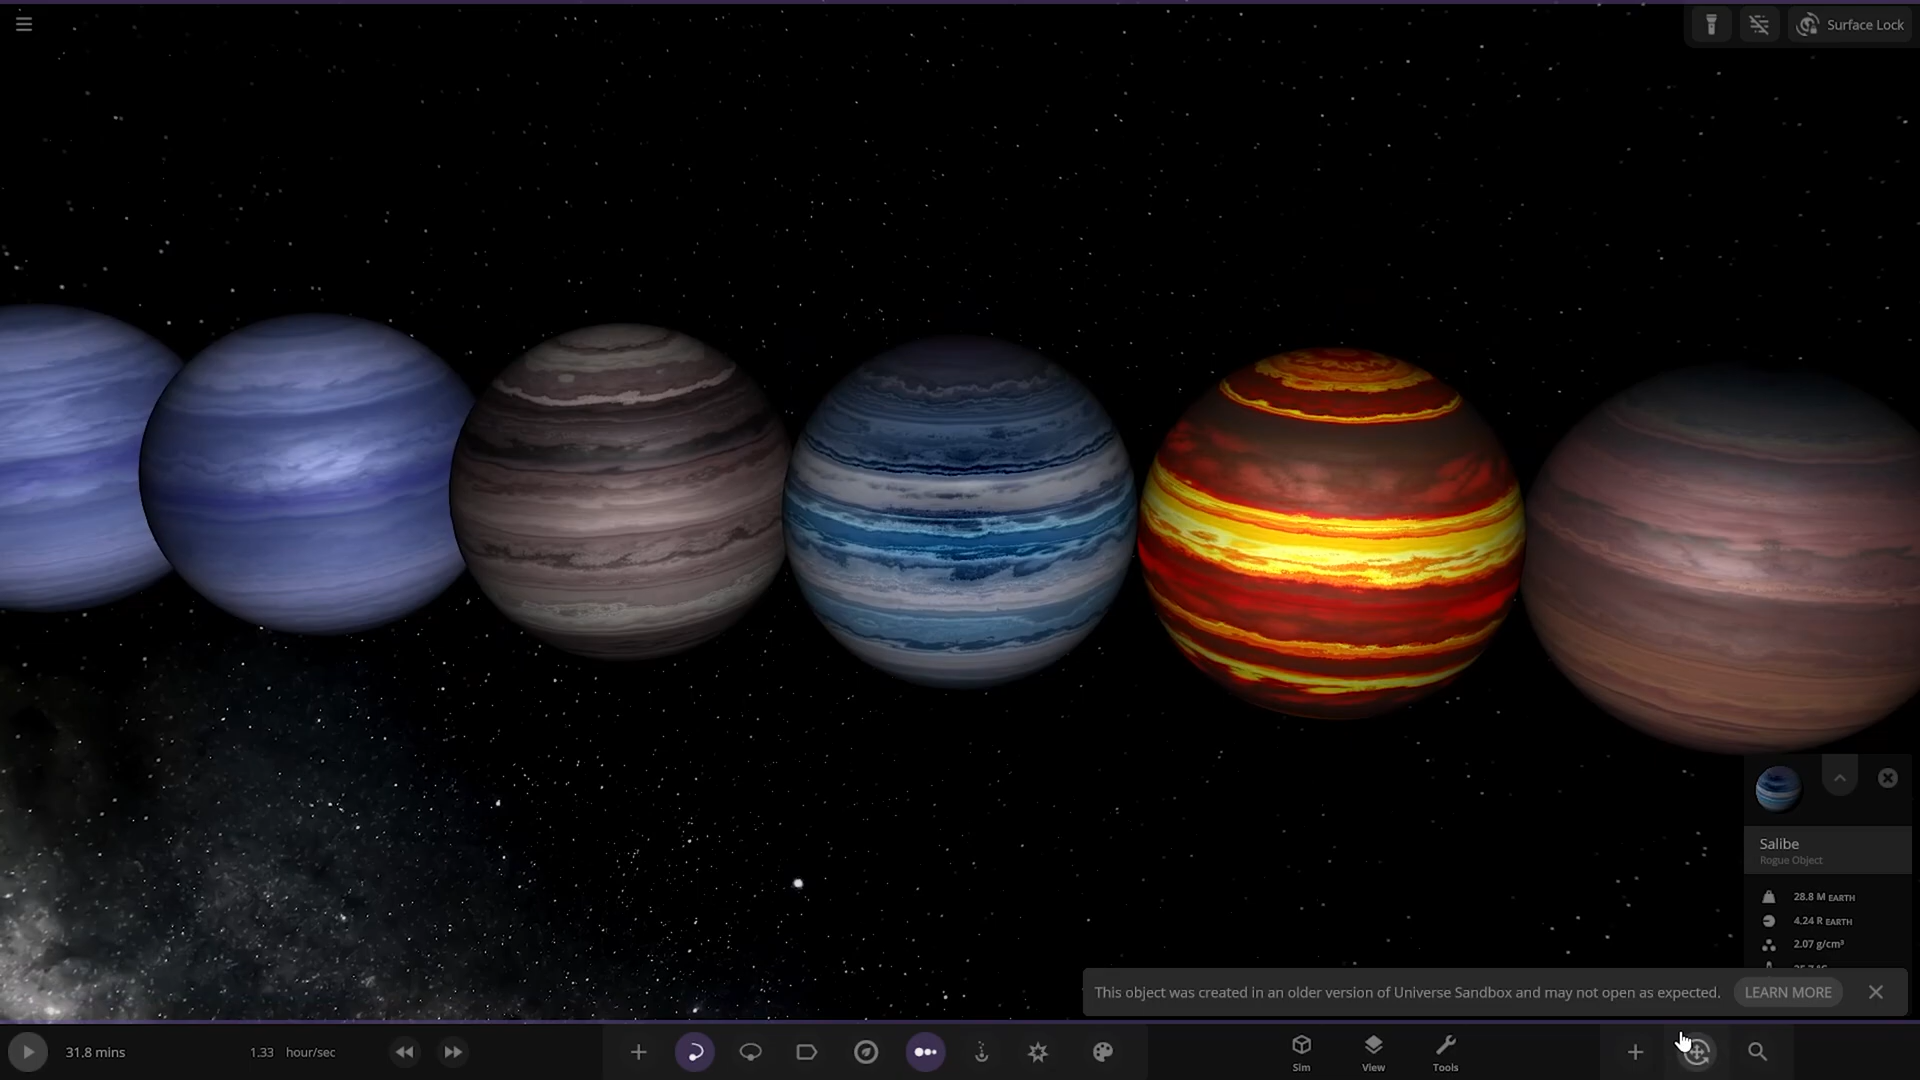 Surface Lock
Salibe
Rogue Object
28.8 M EARTH
4.24 R EARTH
2.07 g/cm³
This object was created in an older version of Universe Sandbox and may not open as expected. LEARN MORE
31.8 mins
1.33 hour/sec
Sim
View
Tools